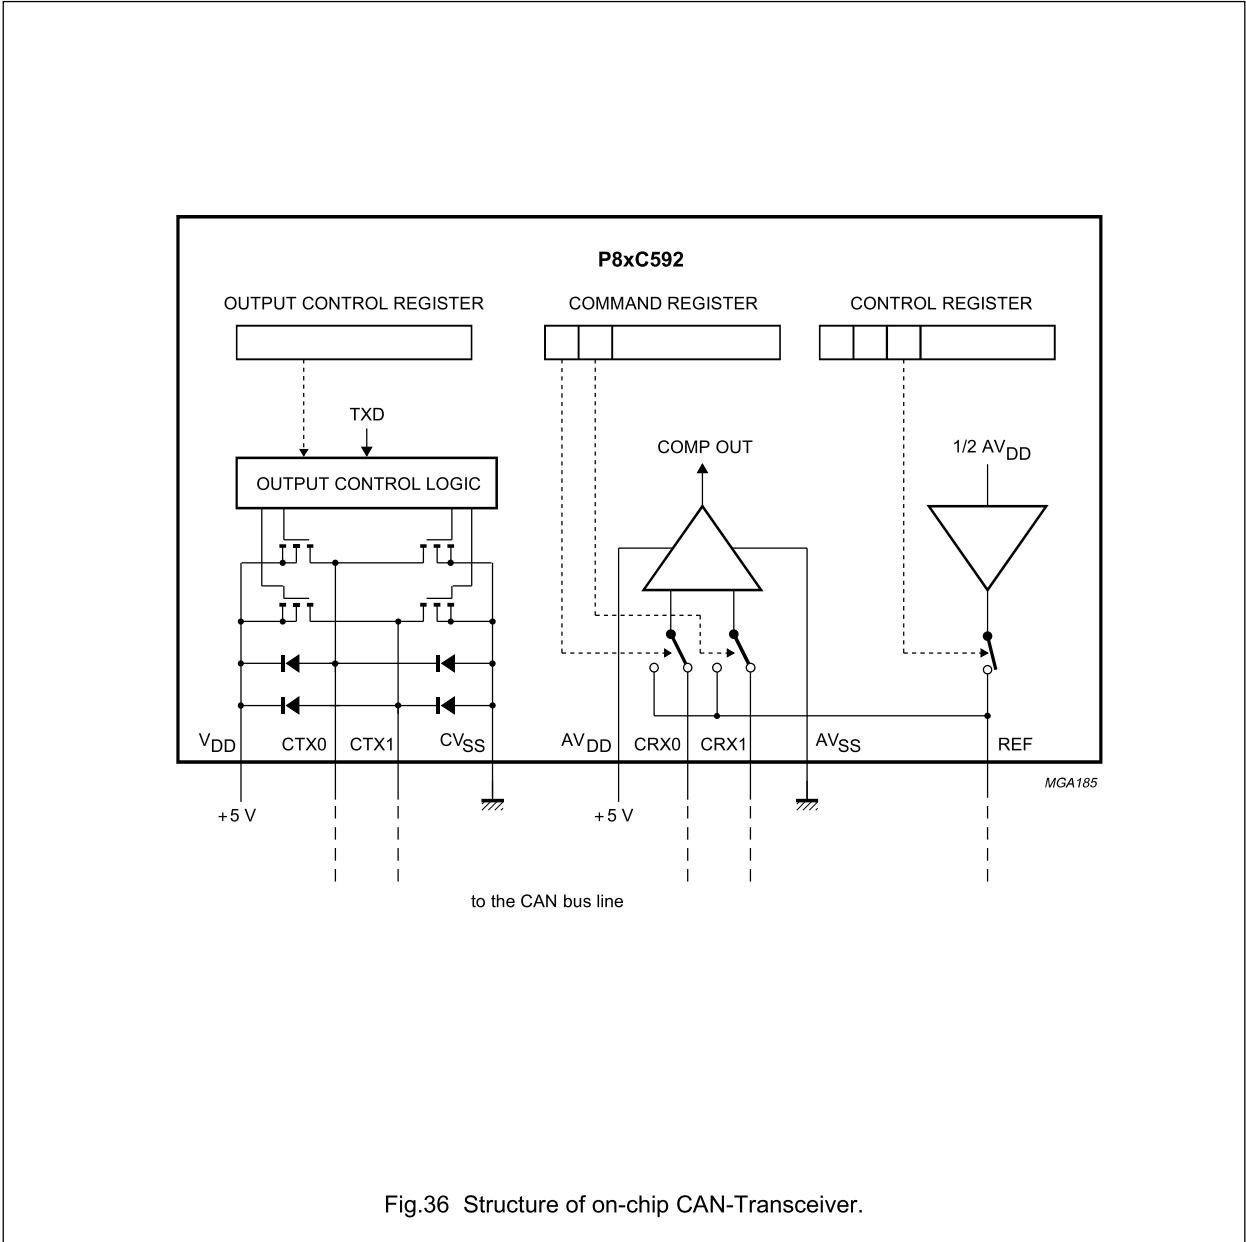 P8xC592
OUTPUT CONTROL REGISTER
COMMAND REGISTER
CONTROL REGISTER
TXD
COMP OUT
1/2 AVDD
OUTPUT CONTROL LOGIC
VDD
CTX0
CTX1
CVSS
AVDD
CRX0
CRX1
AVSS
REF
MGA185
+5 V
+5 V
to the CAN bus line
Fig.36 Structure of on-chip CAN-Transceiver.